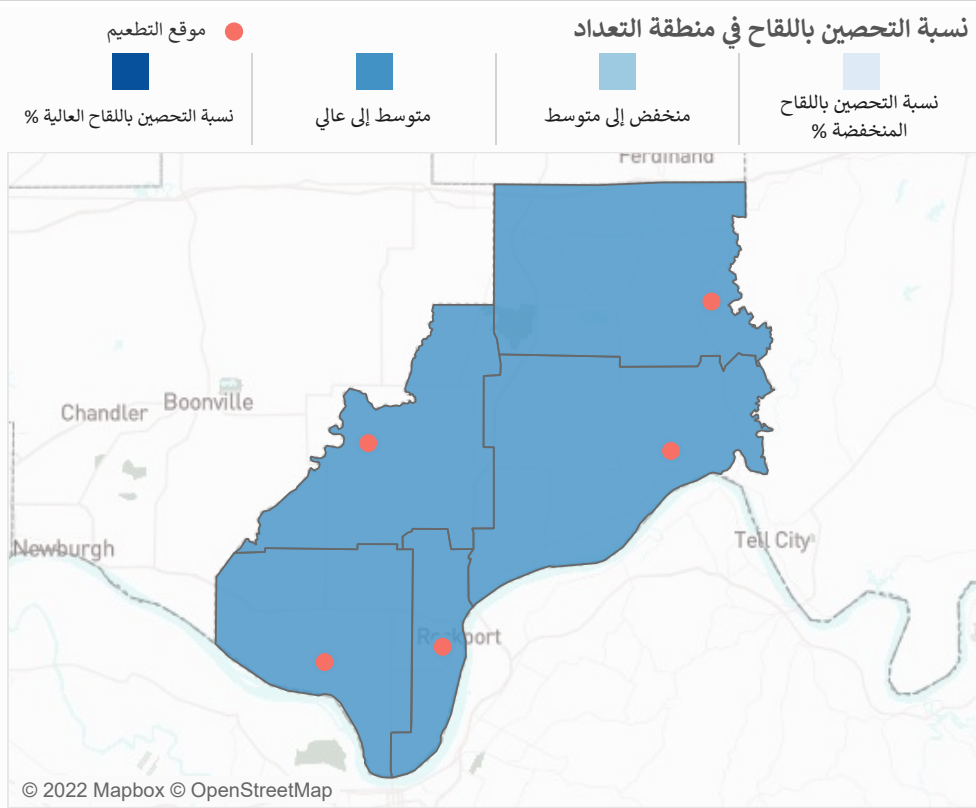 نسبة التحصين باللقاح في منطقة التعداد
موقع التطعيم
نسبة التحصين باللقاح
المنخفضة %
منخفض إلى متوسط
متوسط إلى عالي
نسبة التحصين باللقاح العالية %
Ferdinand
Chandler
Boonville
Newburgh
Tell City
Rockport
© 2022 Mapbox © OpenStreetMap